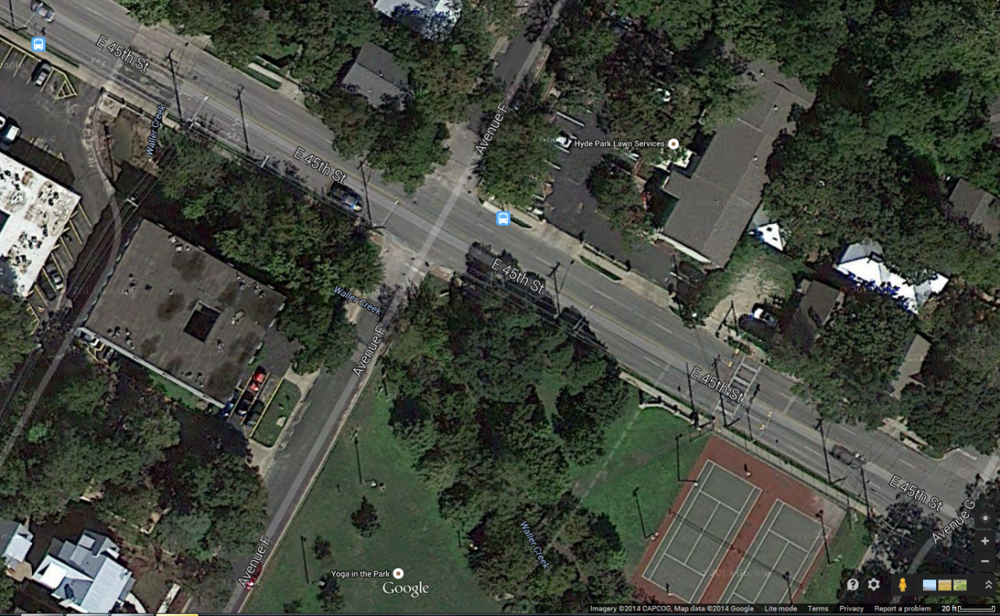 E 45th St
Waller Creek
E 45th St
Avenue F
Hyde Park Lawn Services
E 45th St
Waller Creek
Avenue F
E 45th St
Waller Creek
E 45th St
Avenue G
Avenue F
Yoga in the Park
Google
Imagery ©2014 CAPCOG, Map data ©2014 Google Lite mode Terms Privacy Report a problem 20 ft